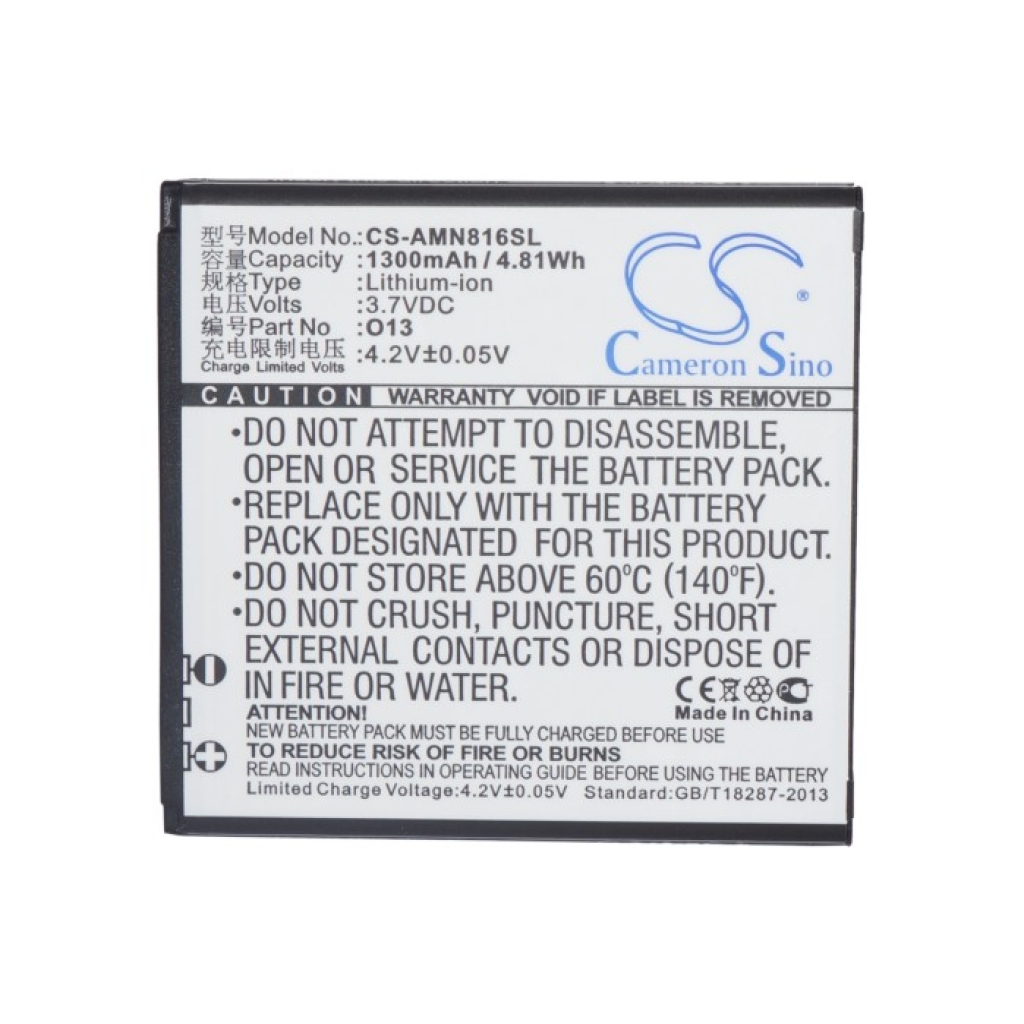 型号Model No.:CS-AMN816SL
容量Capacity :1300mAh / 4.81Wh
规格Type :Lithium-ion
电压Volts :3.7VDC
编号Part No :O13
充电限制电压:4.2V±0.05V
Charge Limited Volts
CS
®
Cameron Sino
CAUTION WARRANTY VOID IF LABEL IS REMOVED
•DO NOT ATTEMPT TO DISASSEMBLE,
OPEN OR SERVICE THE BATTERY PACK.
•REPLACE ONLY WITH THE BATTERY
PACK DESIGNATED FOR THIS PRODUCT.
•DO NOT STORE ABOVE 60°C (140°F).
•DO NOT CRUSH, PUNCTURE, SHORT
EXTERNAL CONTACTS OR DISPOSE OF
IN FIRE OR WATER.
CE PCT
Made In China
ATTENTION!
NEW BATTERY PACK MUST BE FULLY CHARGED BEFORE USE
TO REDUCE RISK OF FIRE OR BURNS
READ INSTRUCTIONS IN OPERATING GUIDE BEFORE USING THE BATTERY
Limited Charge Voltage:4.2V±0.05V Standard:GB/T18287-2013